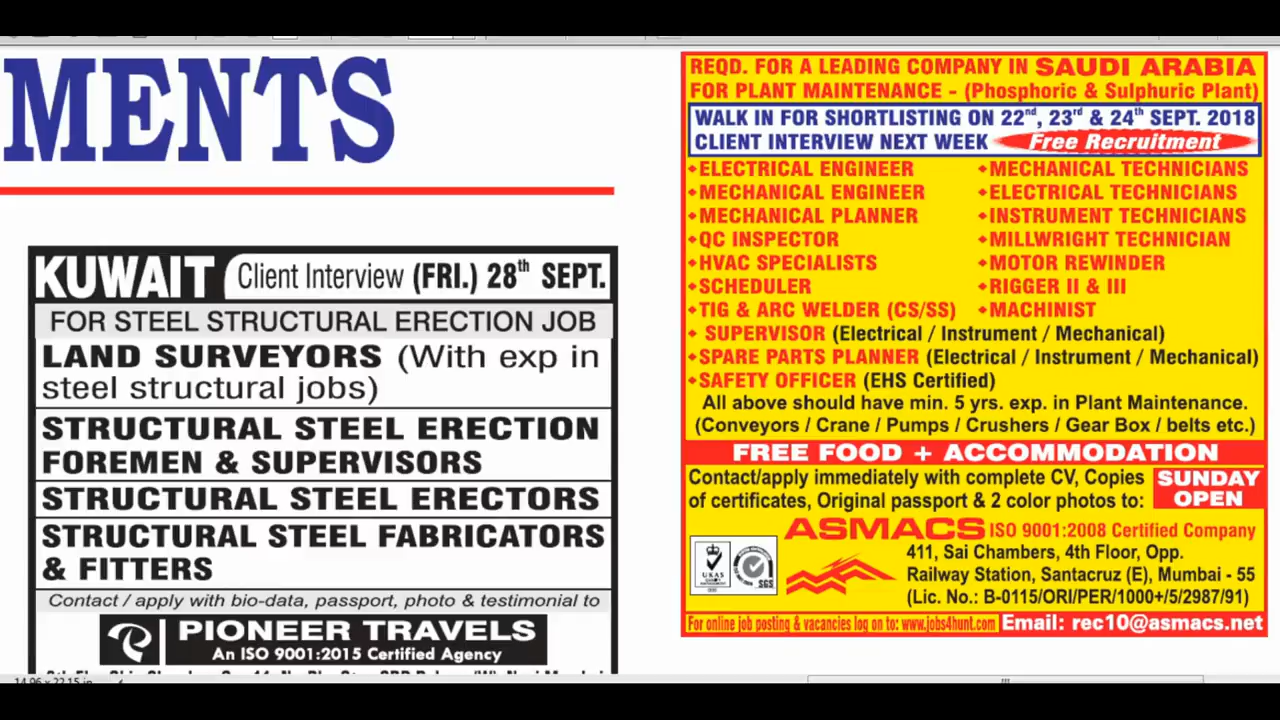 MENTS
KUWAIT Client Interview (FRI.) 28th SEPT.
FOR STEEL STRUCTURAL ERECTION JOB
LAND SURVEYORS (With exp in
steel structural jobs)
STRUCTURAL STEEL ERECTION
FOREMEN & SUPERVISORS
STRUCTURAL STEEL ERECTORS
STRUCTURAL STEEL FABRICATORS
& FITTERS
Contact / apply with bio-data, passport, photo & testimonial to
PIONEER TRAVELS
An ISO 9001:2015 Certified Agency
14.96 x 22.15 in
REQD. FOR A LEADING COMPANY IN SAUDI ARABIA
FOR PLANT MAINTENANCE - (Phosphoric & Sulphuric Plant)
WALK IN FOR SHORTLISTING ON 22nd, 23rd & 24th SEPT. 2018
CLIENT INTERVIEW NEXT WEEK Free Recruitment
ELECTRICAL ENGINEER
MECHANICAL ENGINEER
MECHANICAL PLANNER
QC INSPECTOR
HVAC SPECIALISTS
SCHEDULER
TIG & ARC WELDER (CS/SS)
MECHANICAL TECHNICIANS
ELECTRICAL TECHNICIANS
INSTRUMENT TECHNICIANS
MILLWRIGHT TECHNICIAN
MOTOR REWINDER
RIGGER II & III
MACHINIST
SUPERVISOR (Electrical / Instrument / Mechanical)
SPARE PARTS PLANNER (Electrical / Instrument / Mechanical)
SAFETY OFFICER (EHS Certified)
All above should have min. 5 yrs. exp. in Plant Maintenance.
(Conveyors / Crane / Pumps / Crushers / Gear Box / belts etc.)
FREE FOOD + ACCOMMODATION
Contact/apply immediately with complete CV, Copies
of certificates, Original passport & 2 color photos to:
SUNDAY
OPEN
ASMACS ISO 9001:2008 Certified Company
UKAS
SGS
411, Sai Chambers, 4th Floor, Opp.
Railway Station, Santacruz (E), Mumbai - 55
(Lic. No.: B-0115/ORI/PER/1000+/5/2987/91)
For online job posting & vacancies log on to: www.jobs4hunt.com Email: rec10@asmacs.net